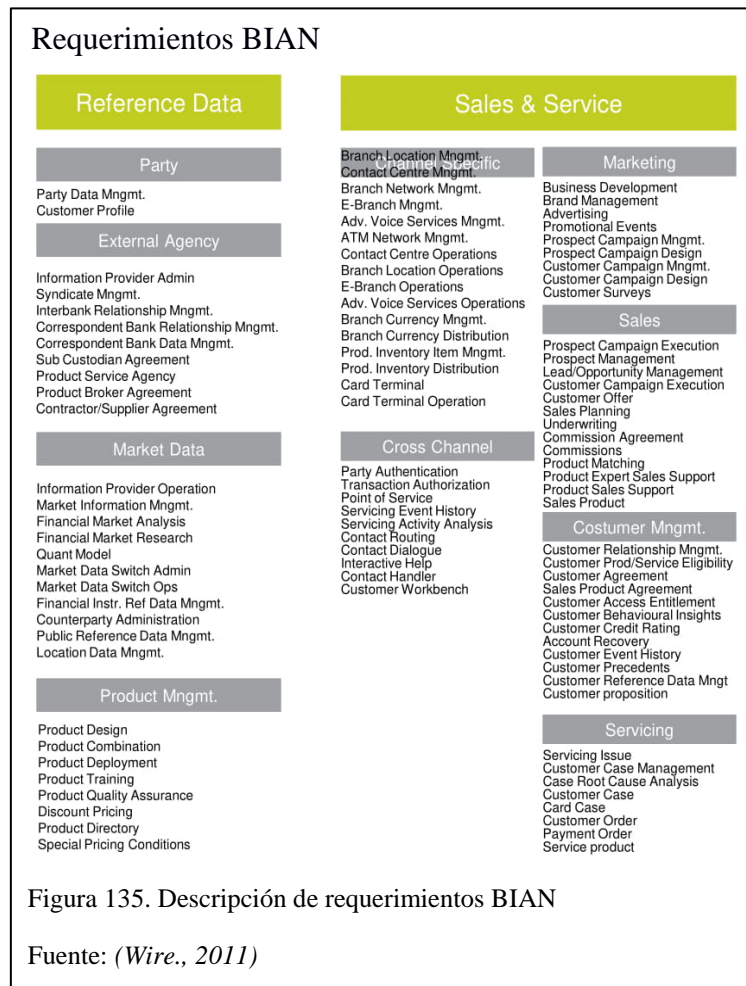 Requerimientos BIAN
Reference Data
Party
Party Data Mngmt.
Customer Profile
External Agency
Information Provider Admin
Syndicate Mngmt.
Interbank Relationship Mngmt.
Correspondent Bank Relationship Mngmt.
Correspondent Bank Data Mngmt.
Sub Custodian Agreement
Product Service Agency
Product Broker Agreement
Contractor/Supplier Agreement
Market Data
Information Provider Operation
Market Information Mngmt.
Financial Market Analysis
Financial Market Research
Quant Model
Market Data Switch Admin
Market Data Switch Ops
Financial Instr. Ref Data Mngmt.
Counterparty Administration
Public Reference Data Mngmt.
Location Data Mngmt.
Product Mngmt.
Product Design
Product Combination
Product Deployment
Product Training
Product Quality Assurance
Discount Pricing
Product Directory
Special Pricing Conditions
Sales & Service
Channel Specific
Branch Location Mngmt.
Contact Centre Mngmt.
Branch Network Mngmt.
E-Branch Mngmt.
Adv. Voice Services Mngmt.
ATM Network Mngmt.
Contact Centre Operations
Branch Location Operations
E-Branch Operations
Adv. Voice Services Operations
Branch Currency Mngmt.
Branch Currency Distribution
Prod. Inventory Item Mngmt.
Prod. Inventory Distribution
Card Terminal
Card Terminal Operation
Cross Channel
Party Authentication
Transaction Authorization
Point of Service
Servicing Event History
Servicing Activity Analysis
Contact Routing
Contact Dialogue
Interactive Help
Contact Handler
Customer Workbench
Marketing
Business Development
Brand Management
Advertising
Promotional Events
Prospect Campaign Mngmt.
Prospect Campaign Design
Customer Campaign Mngmt.
Customer Campaign Design
Customer Surveys
Sales
Prospect Campaign Execution
Prospect Management
Lead/Opportunity Management
Customer Campaign Execution
Customer Offer
Sales Planning
Underwriting
Commission Agreement
Commissions
Product Matching
Product Expert Sales Support
Product Sales Support
Sales Product
Costumer Mngmt.
Customer Relationship Mngmt.
Customer Prod/Service Eligibility
Customer Agreement
Sales Product Agreement
Customer Access Entitlement
Customer Behavioural Insights
Customer Credit Rating
Account Recovery
Customer Event History
Customer Precedents
Customer Reference Data Mngt
Customer proposition
Servicing
Servicing Issue
Customer Case Management
Case Root Cause Analysis
Customer Case
Card Case
Customer Order
Payment Order
Service product
Figura 135. Descripción de requerimientos BIAN
Fuente: (Wire., 2011)